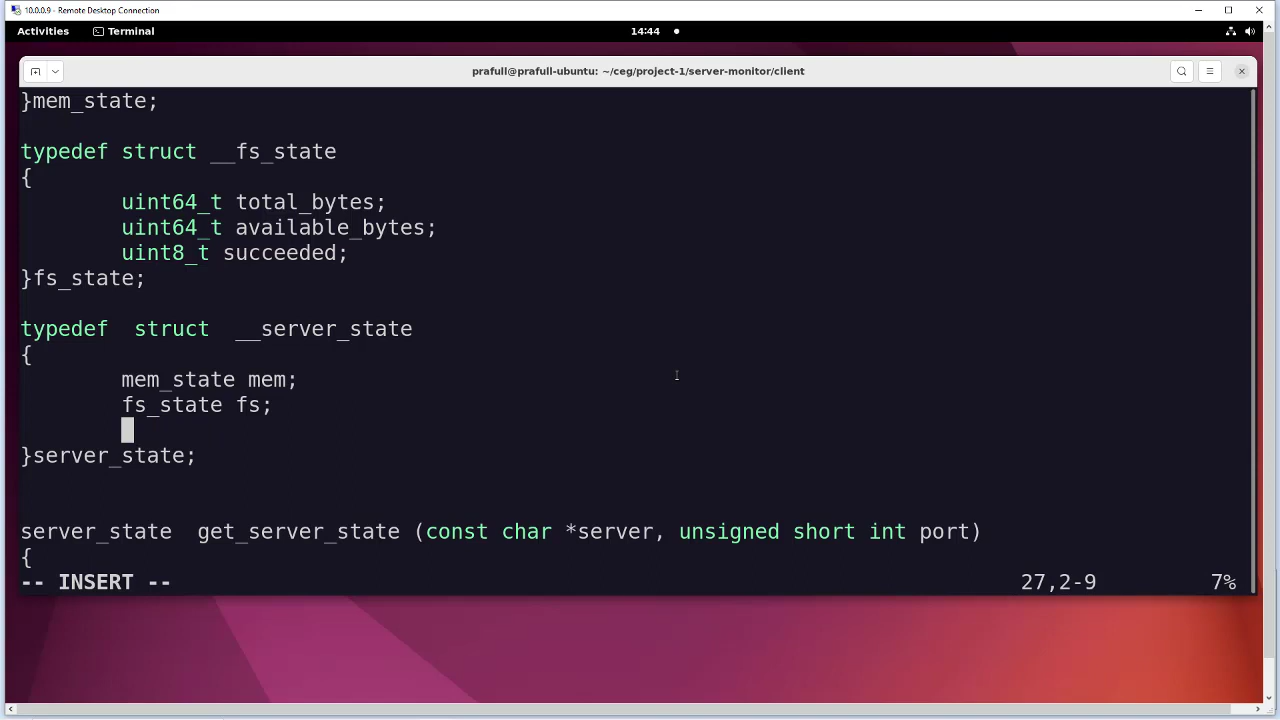 10.0.0.9 - Remote Desktop Connection
Activities Terminal 14:44
prafull@prafull-ubuntu: ~/ceg/project-1/server-monitor/client
}mem_state;
typedef struct __fs_state
{
uint64_t total_bytes;
uint64_t available_bytes;
uint8_t succeeded;
}fs_state;
typedef  struct  __server_state
{
mem_state mem;
fs_state fs;
}server_state;
server_state  get_server_state (const char *server, unsigned short int port)
{
-- INSERT -- 27,2-9 7%